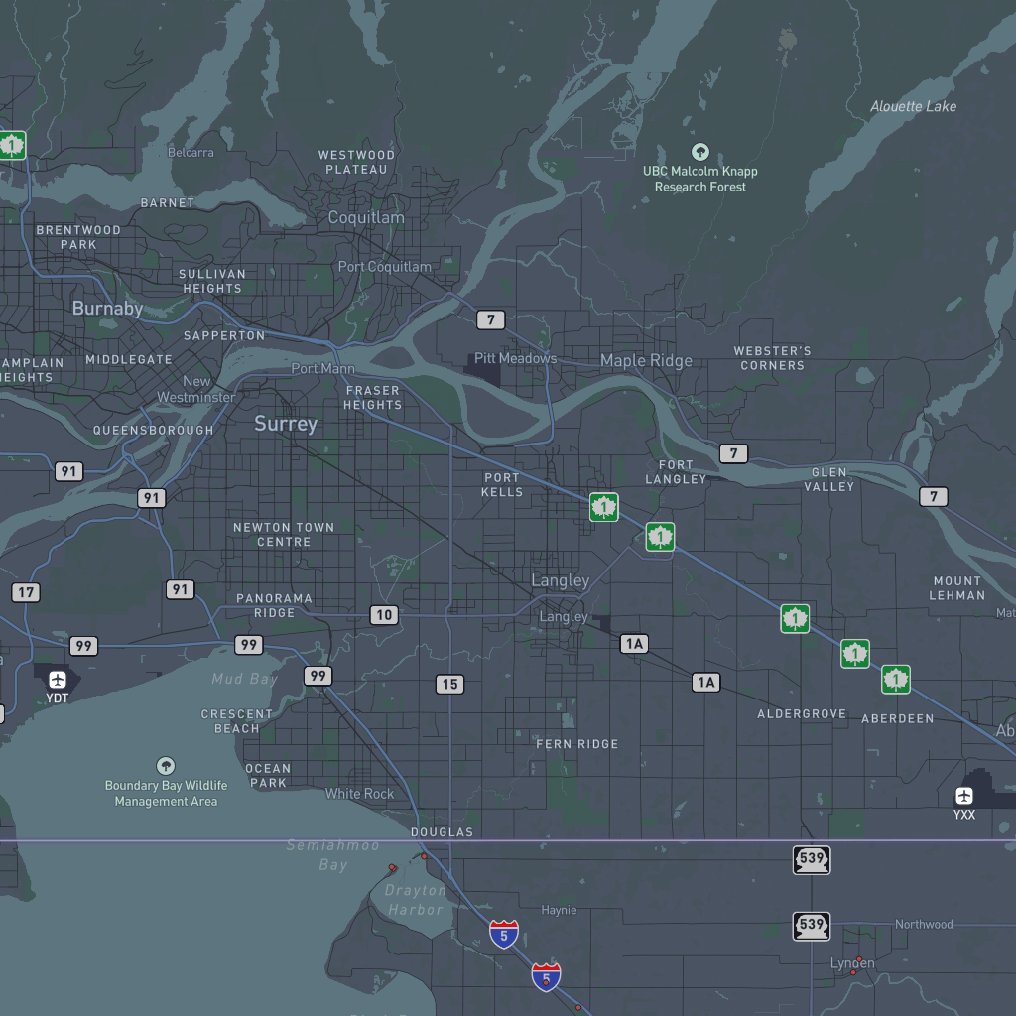 Alouette Lake
1
Belcarra
WESTWOOD
PLATEAU
UBC Malcolm Knapp
Research Forest
BARNET
Coquitlam
BRENTWOOD
PARK
Port Coquitlam
SULLIVAN
HEIGHTS
Burnaby
7
SAPPERTON
AMPLAIN
HEIGHTS
MIDDLEGATE
Port Mann
Pitt Meadows
Maple Ridge
WEBSTER'S
CORNERS
New
Westminster
FRASER
HEIGHTS
Surrey
QUEENSBOROUGH
91
7
FORT
LANGLEY
GLEN
VALLEY
PORT
KELLS
91
7
1
NEWTON TOWN
CENTRE
1
Langley
MOUNT
LEHMAN
17
91
PANORAMA
RIDGE
10
Langley
1
Mat
99
99
1A
1
a
99
Mud Bay
15
1A
1
YDT
CRESCENT
BEACH
ALDERGROVE
ABERDEEN
Ab
FERN RIDGE
OCEAN
PARK
Boundary Bay Wildlife
Management Area
White Rock
YXX
DOUGLAS
Semiahmoo
Bay
539
Drayton
Harbor
Haynie
539
Northwood
5
Lynden
5